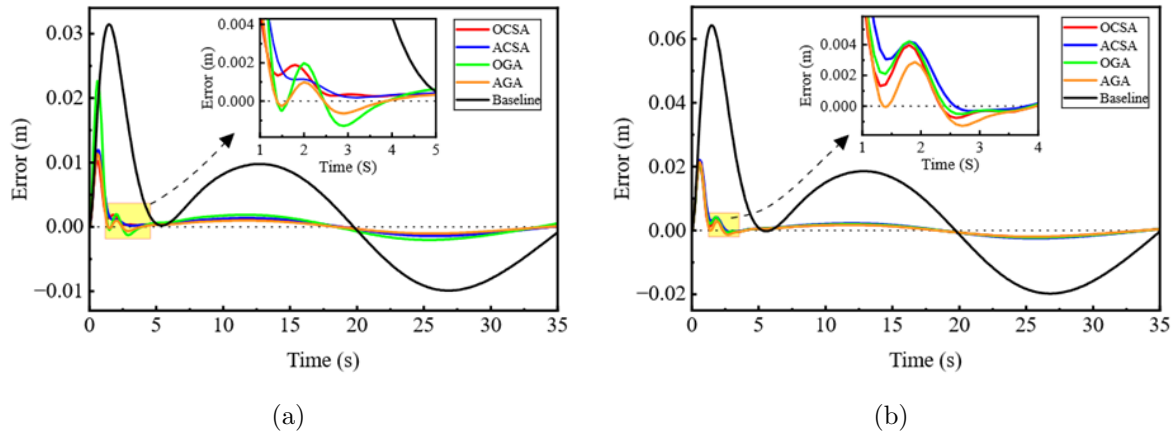 0.03
0.02
0.01
0.00
−0.01
Error (m)
0 5 10 15 20 25 30 35
Time (s)
0.004
0.002
0.000
Error (m)
1 2 3 4 5
Time (S)
OCSA
ACSA
OGA
AGA
Baseline
(a)
0.06
0.04
0.02
0.00
−0.02
Error (m)
0 5 10 15 20 25 30 35
Time (s)
0.006
0.004
0.002
0.000
Error (m)
1 2 3 4
Time (S)
OCSA
ACSA
OGA
AGA
Baseline
(b)